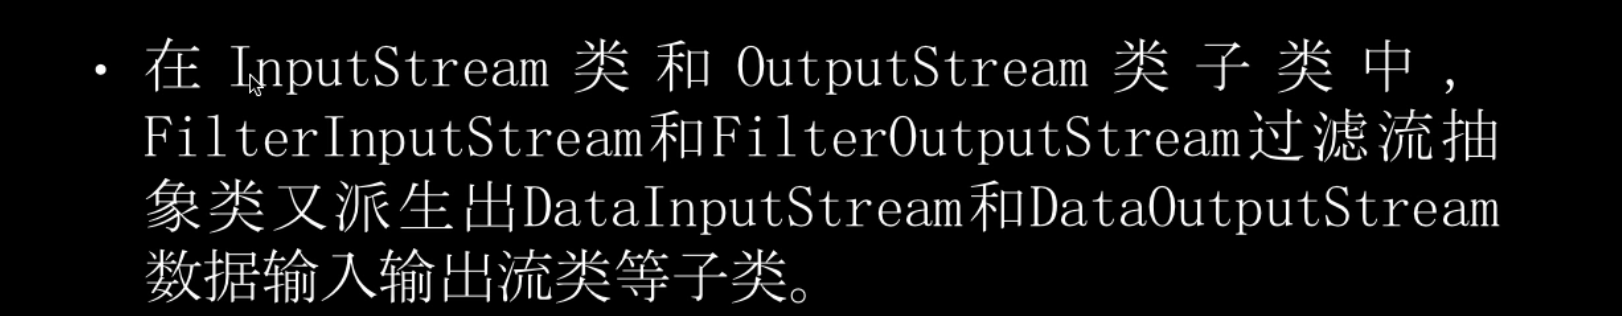 • 在 InputStream 类 和 OutputStream 类 子 类 中，
FilterInputStream和FilterOutputStream过滤流抽
象类又派生出DataInputStream和DataOutputStream
数据输入输出流类等子类。